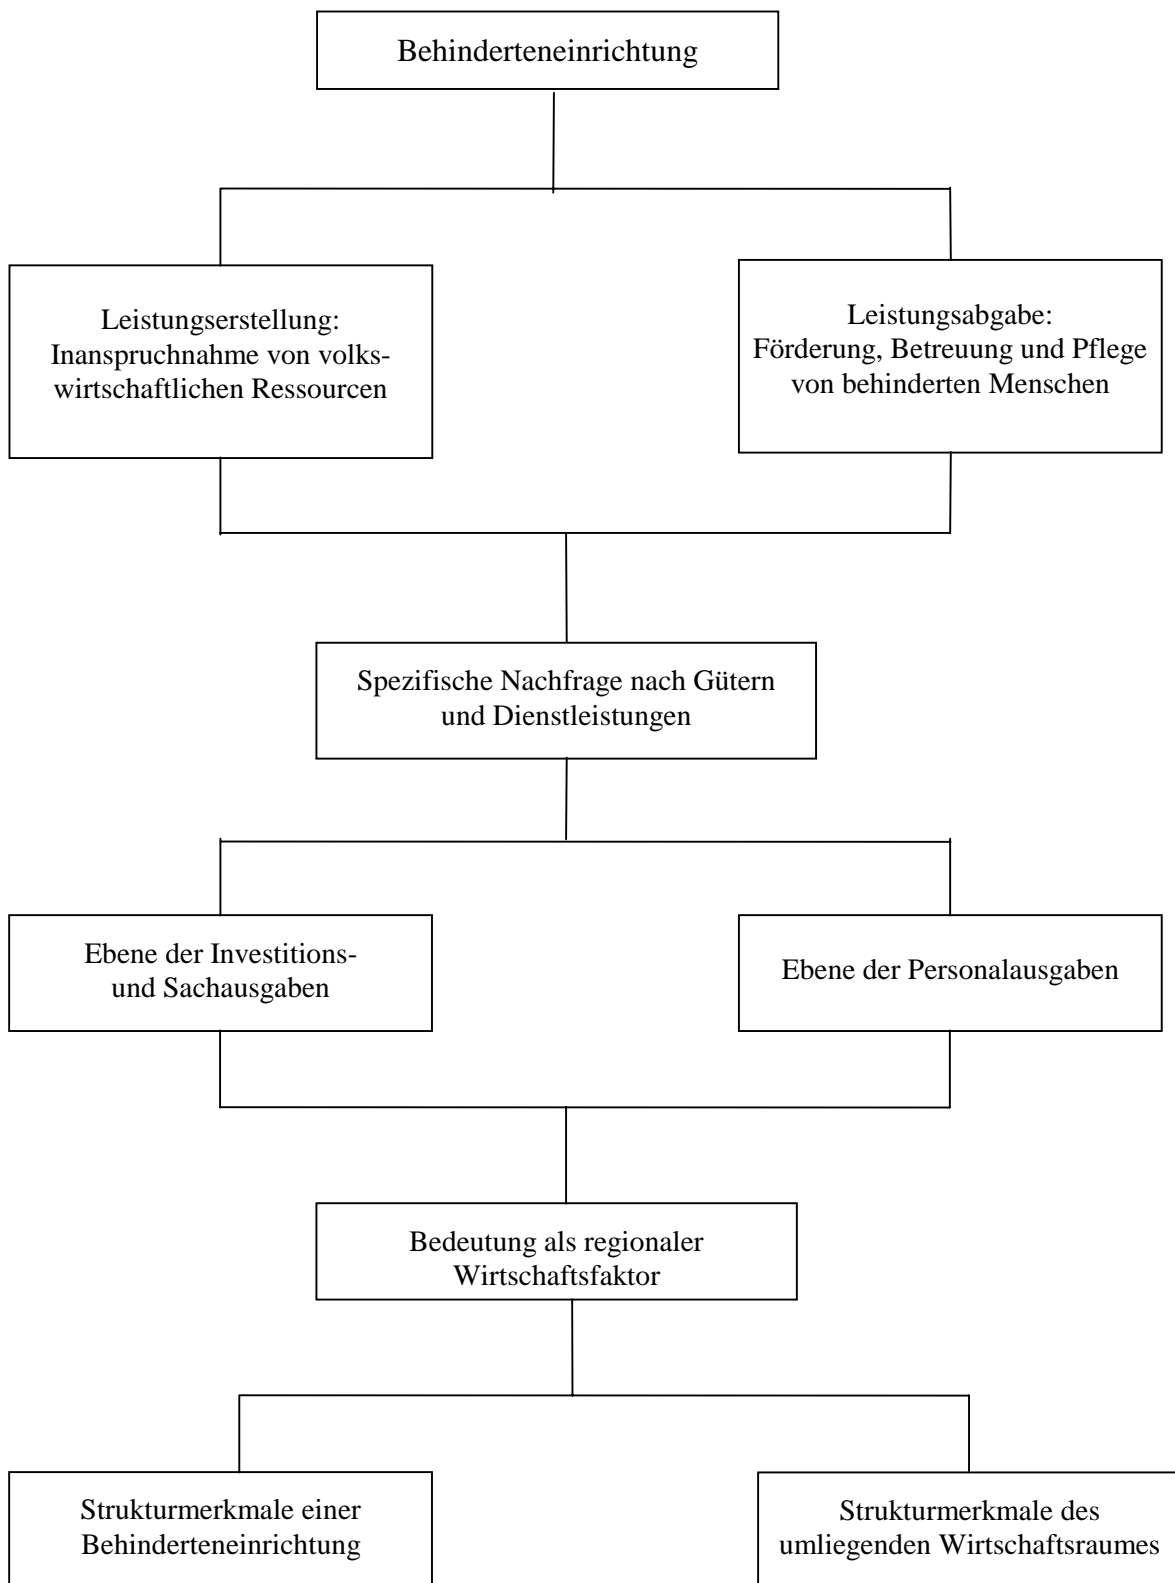 Behinderteneinrichtung
Leistungserstellung:
Inanspruchnahme von volks-
wirtschaftlichen Ressourcen
Leistungsabgabe:
Förderung, Betreuung und Pflege
von behinderten Menschen
Spezifische Nachfrage nach Gütern
und Dienstleistungen
Ebene der Investitions-
und Sachausgaben
Ebene der Personalausgaben
Bedeutung als regionaler
Wirtschaftsfaktor
Strukturmerkmale einer
Behinderteneinrichtung
Strukturmerkmale des
umliegenden Wirtschaftsraumes